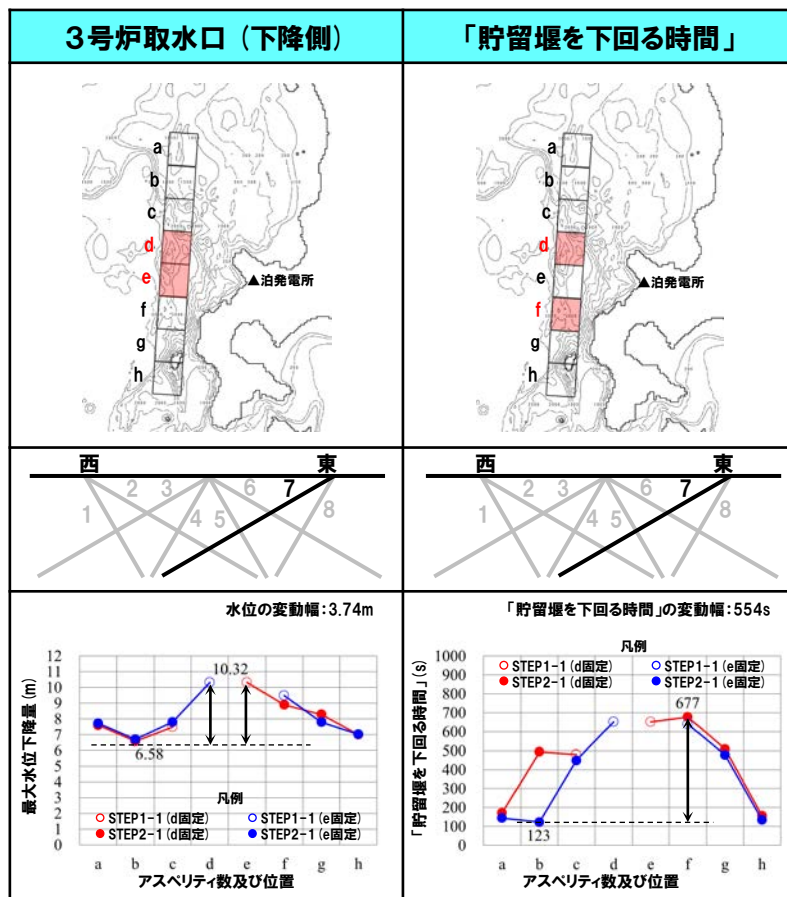 3号炉取水口（下降側）
「貯留堰を下回る時間」
a
b
c
d
e
f
g
h
▲泊発電所
a
b
c
d
e
f
g
h
▲泊発電所
西
東
1
2
3
4
5
6
7
8
西
東
1
2
3
4
5
6
7
8
水位の変動幅：3.74m
最大水位下降量（m）
12
11
10
9
8
7
6
5
4
3
2
1
0
10.32
6.58
凡例
STEP1-1（d固定）
STEP1-1（e固定）
STEP2-1（d固定）
STEP2-1（e固定）
a b c d e f g h
アスペリティ数及び位置
「貯留堰を下回る時間」の変動幅：554s
凡例
STEP1-1（d固定）
STEP1-1（e固定）
STEP2-1（d固定）
STEP2-1（e固定）
「貯留堰を下回る時間」（s）
1000
900
800
700
600
500
400
300
200
100
0
677
123
a b c d e f g h
アスペリティ数及び位置